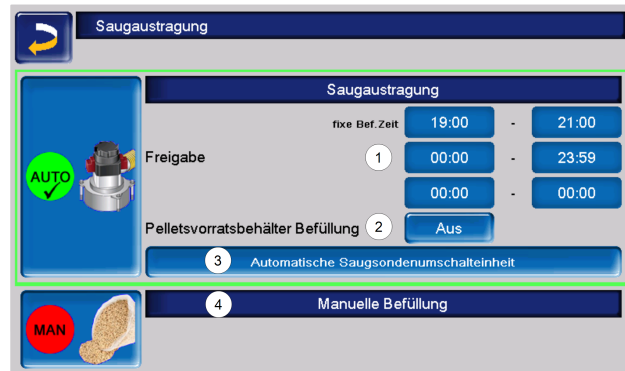 Saugaustragung
Saugaustragung
fixe Bef.Zeit 19:00 - 21:00
Freigabe 1 00:00 - 23:59
00:00 - 00:00
AUTO
Pelletsvorratsbehälter Befüllung 2 Aus
3 Automatische Saugsondenumschalteinheit
4 Manuelle Befüllung
MAN